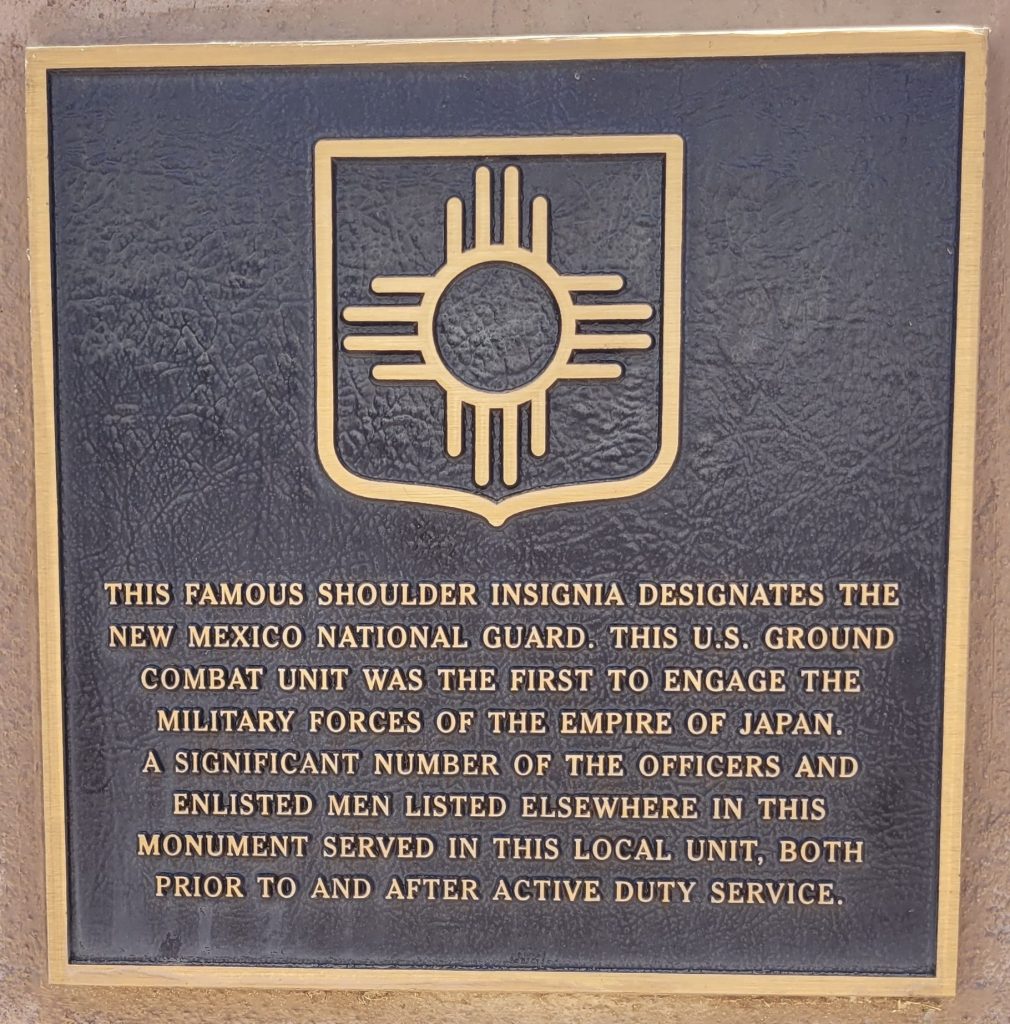 THIS FAMOUS SHOULDER INSIGNIA DESIGNATES THE
NEW MEXICO NATIONAL GUARD. THIS U.S. GROUND
COMBAT UNIT WAS THE FIRST TO ENGAGE THE
MILITARY FORCES OF THE EMPIRE OF JAPAN.
A SIGNIFICANT NUMBER OF THE OFFICERS AND
ENLISTED MEN LISTED ELSEWHERE IN THIS
MONUMENT SERVED IN THIS LOCAL UNIT, BOTH
PRIOR TO AND AFTER ACTIVE DUTY SERVICE.